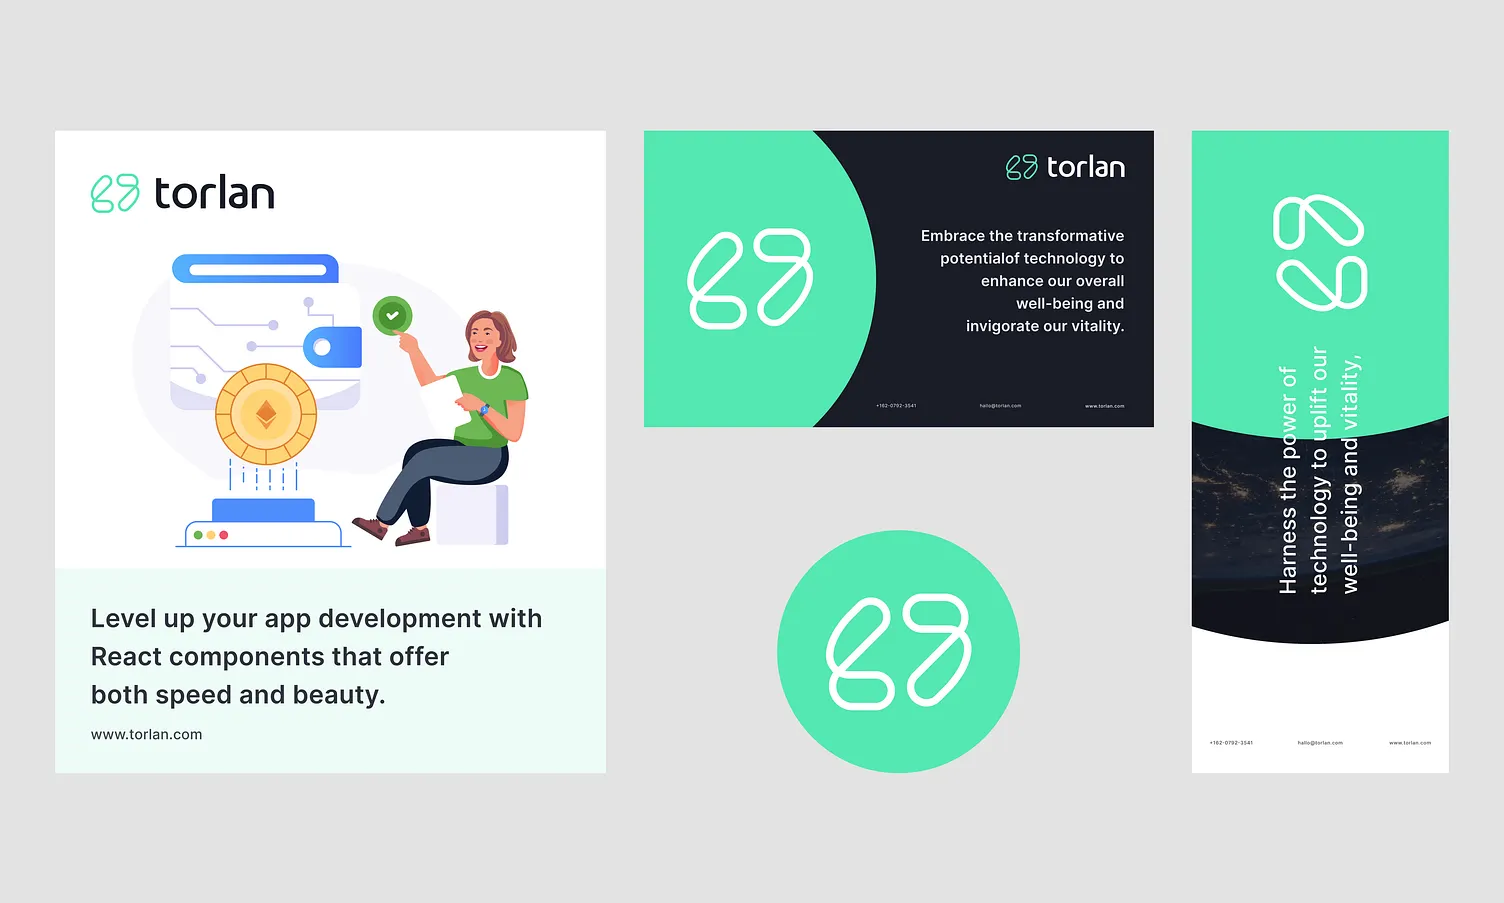 torlan
Level up your app development with
React components that offer
both speed and beauty.
www.torlan.com
torlan
Embrace the transformative
potentialof technology to
enhance our overall
well-being and
invigorate our vitality.
+162-0792-3541
hallo@torlan.com
www.torlan.com
Harness the power of
technology to uplift our
well-being and vitality,
+162-0792-3541
hallo@torlan.com
www.torlan.com